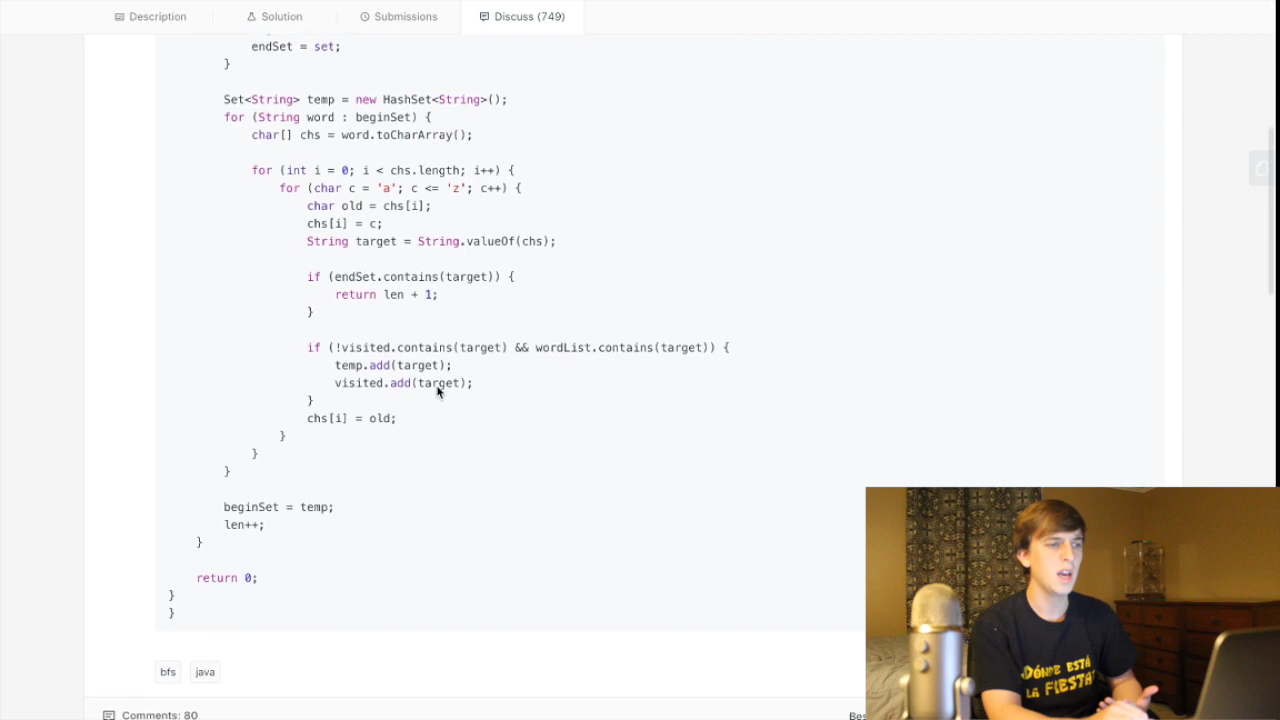 Description
Solution
Submissions
Discuss (749)
endSet = set;
}
Set<String> temp = new HashSet<String>();
for (String word : beginSet) {
char[] chs = word.toCharArray();
for (int i = 0; i < chs.length; i++) {
for (char c = 'a'; c <= 'z'; c++) {
char old = chs[i];
chs[i] = c;
String target = String.valueOf(chs);
if (endSet.contains(target)) {
return len + 1;
}
if (!visited.contains(target) && wordList.contains(target)) {
temp.add(target);
visited.add(target);
}
chs[i] = old;
}
}
}
beginSet = temp;
len++;
}
return 0;
}
}
bfs
java
Comments: 80
DÓNDE ESTÁ
LA FIESTA